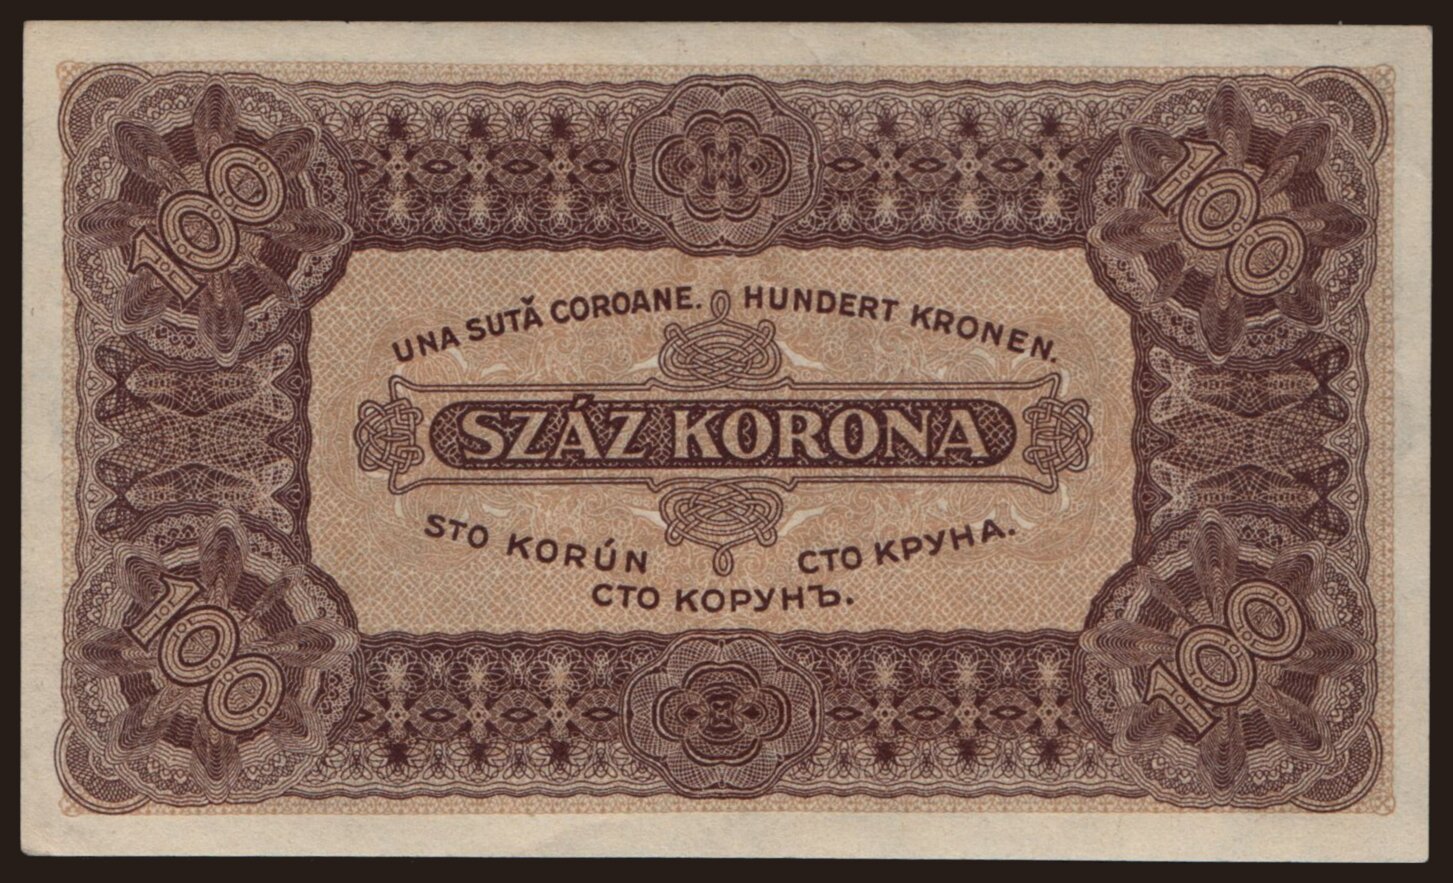 100
100
UNA SUTĂ COROANE. HUNDERT KRONEN.
SZÁZ KORONA
STO KORÚN
СТО КРУНА.
СТО КОРУНЪ.
100
100